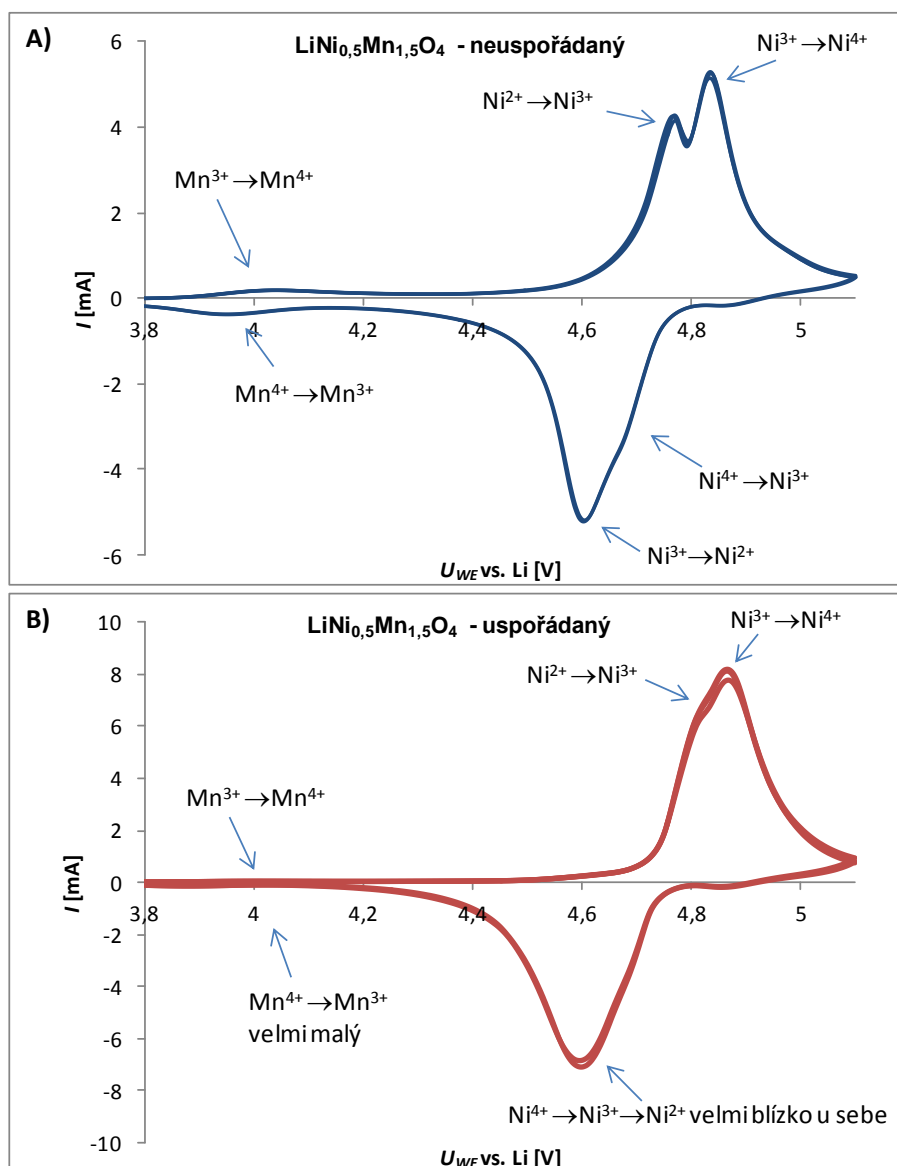 A)
LiNi0,5Mn1,5O4 - neuspořádaný
Ni3+→Ni4+
Ni2+→Ni3+
Mn3+→Mn4+
Mn4+→Mn3+
Ni4+→Ni3+
Ni3+→Ni2+
I [mA]
6
4
2
0
-2
-4
-6
3,8
4
4,2
4,4
4,6
4,8
5
UWE vs. Li [V]
B)
LiNi0,5Mn1,5O4 - uspořádaný
Ni3+→Ni4+
Ni2+→Ni3+
Mn3+→Mn4+
Mn4+→Mn3+
velmi malý
Ni4+→Ni3+→Ni2+ velmi blízko u sebe
I [mA]
10
8
6
4
2
0
-2
-4
-6
-8
-10
3,8
4
4,2
4,4
4,6
4,8
5
UWE vs. Li [V]